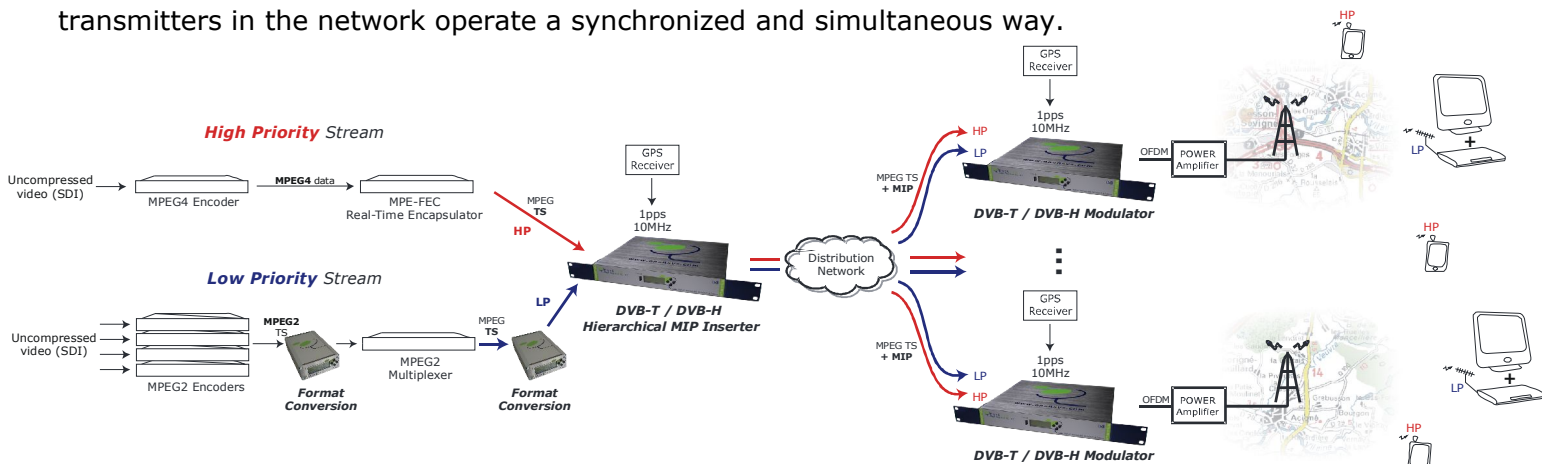 transmitters in the network operate a synchronized and simultaneous way.
High Priority Stream
Uncompressed
video (SDI)
MPEG4 Encoder
MPEG4 data
MPE-FEC
Real-Time Encapsulator
MPEG
TS
HP
Low Priority Stream
Uncompressed
video (SDI)
MPEG2 Encoders
MPEG2
TS
Format
Conversion
MPEG2
Multiplexer
MPEG
TS
Format
Conversion
LP
GPS
Receiver
1pps
10MHz
DVB-T / DVB-H
Hierarchical MIP Inserter
Distribution
Network
MPEG TS
+ MIP
HP
LP
GPS
Receiver
1pps
10MHz
DVB-T / DVB-H Modulator
OFDM
POWER
Amplifier
HP
LP
+
HP
MPEG TS
+ MIP
LP
HP
GPS
Receiver
1pps
10MHz
DVB-T / DVB-H Modulator
OFDM
POWER
Amplifier
LP
+
HP
4
14